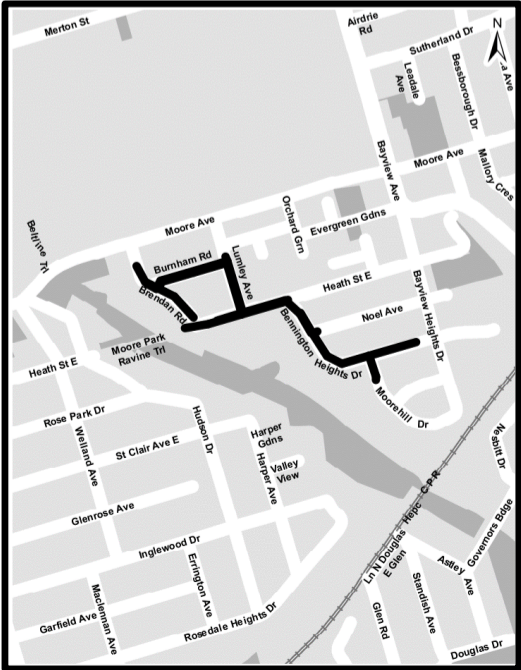 Merton St
Airdrie
Rd
N
Sutherland Dr
Leadale
Ave
Bessborough Dr
a Ave
Moore Ave
Bayview Ave
Mallory Cres
Beltline Trl
Moore Ave
Orchard Grn
Evergreen Gdns
Burnham Rd
Lumley Ave
Brendan Rd
Heath St E
Bayview Heights Dr
Noel Ave
Bennington
Heights Dr
Moore Park
Ravine Trl
Heath St E
Moorehill Dr
Rose Park Dr
Hudson Dr
Welland Ave
St Clair Ave E
Harper
Gdns
Harper Ave
Valley
View
Nesbitt Dr
C P R
Hepc
Glenrose Ave
Governors Bdge
Inglewood Dr
Ln N Douglas
E Glen
Astley
Ave
Errington Ave
Maclennan Ave
Glen Rd
Standish Ave
Garfield Ave
Rosedale Heights Dr
Douglas Dr